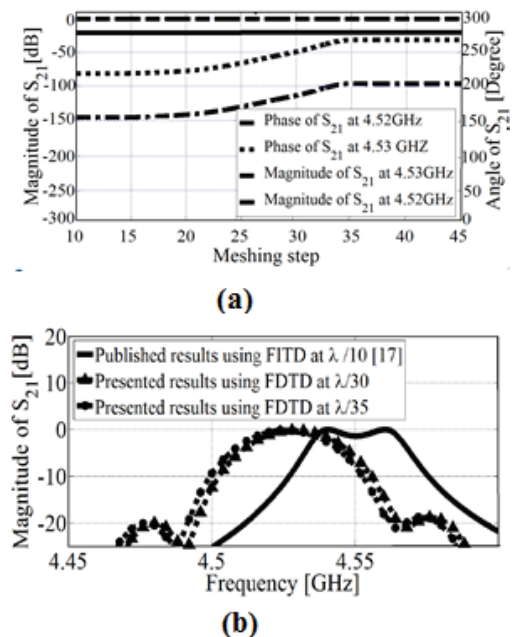 Magnitude of S21[dB]
0
-50
-100
-150
-200
-250
-300
300
250
200
150
100
50
0
Angle of S21 [Degree]
Phase of S21 at 4.52GHz
Phase of S21 at 4.53 GHZ
Magnitude of S21 at 4.53GHz
Magnitude of S21 at 4.52GHz
10 15 20 25 30 35 40 45
Meshing step
(a)
Magnitude of S21[dB]
20
10
0
-10
-20
Published results using FITD at λ /10 [17]
Presented results using FDTD at λ/30
Presented results using FDTD at λ/35
4.45 4.5 4.55
Frequency [GHz]
(b)